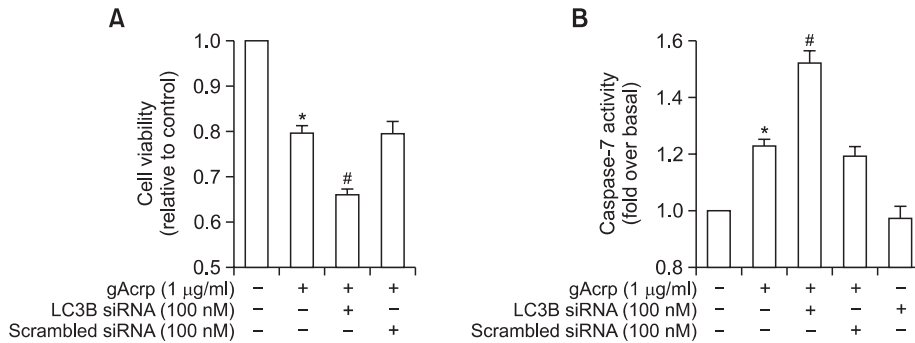 A
Cell viability
(relative to control)
1.0
0.9
0.8
0.7
0.6
0.5
*
#
gAcrp (1 μg/ml) − + + +
LC3B siRNA (100 nM) − − + −
Scrambled siRNA (100 nM) − − − +
B
Caspase-7 activity
(fold over basal)
1.6
1.4
1.2
1.0
0.8
*
#
gAcrp (1 μg/ml) − + + + −
LC3B siRNA (100 nM) − − + − +
Scrambled siRNA (100 nM) − − − + −